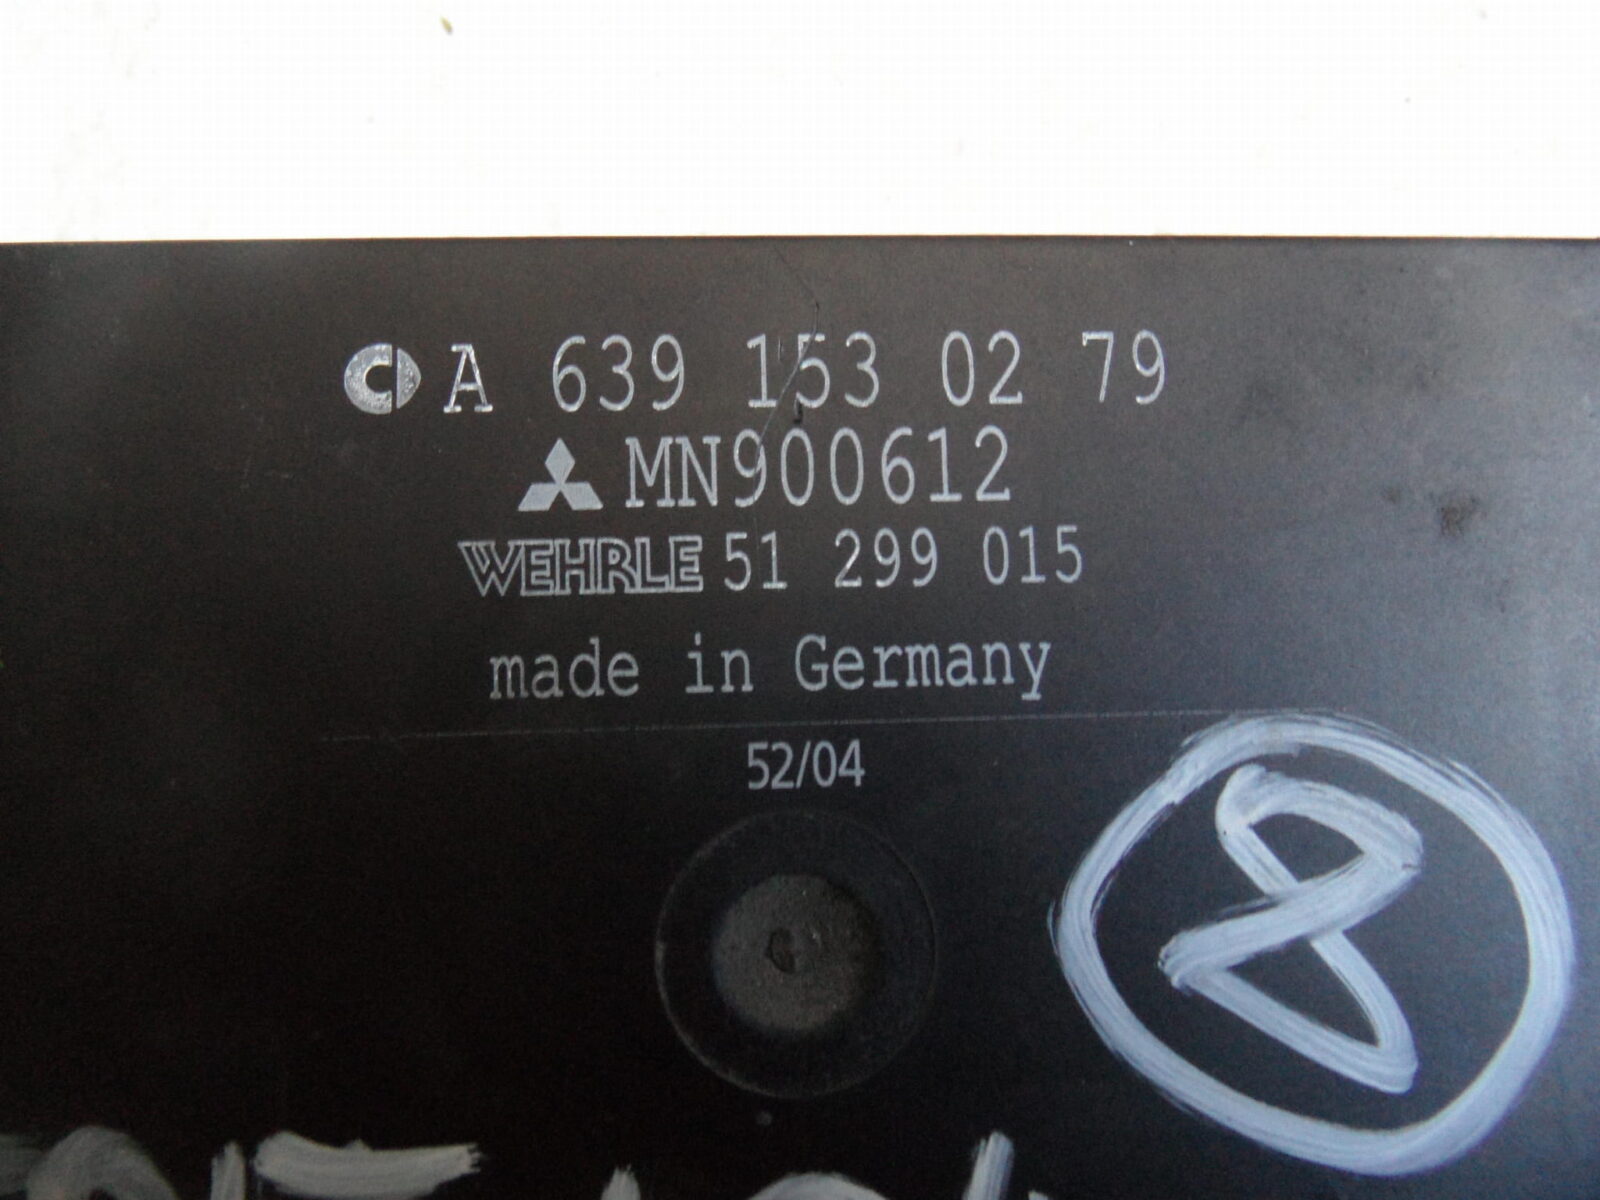 A 639 153 02 79
MN900612
WEHRLE 51 299 015
made in Germany
52/04
8